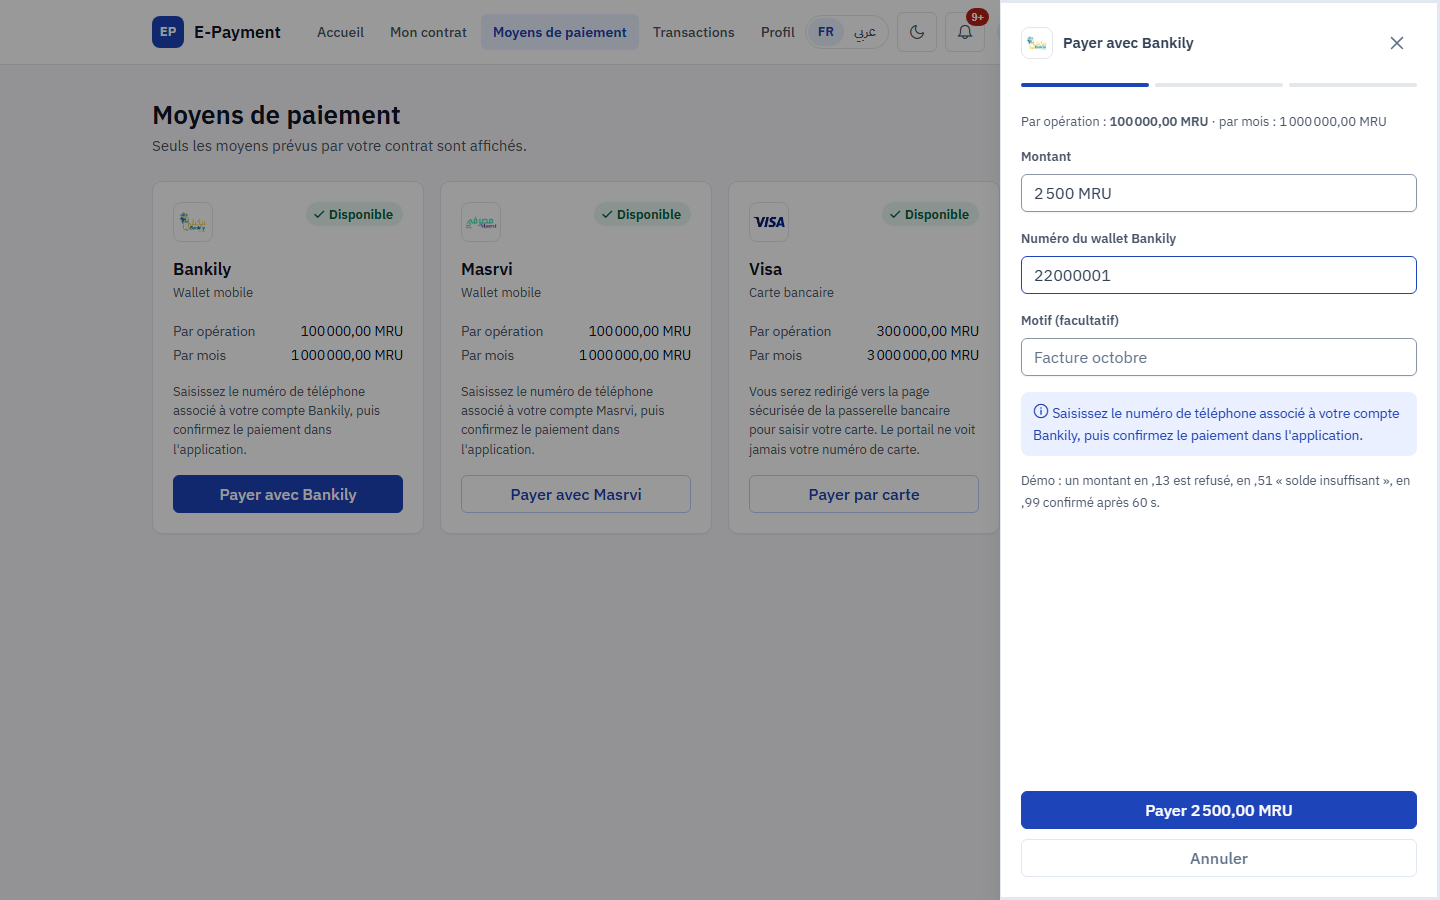 EP E-Payment Accueil Mon contrat Moyens de paiement Transactions Profil FR عربي 9+
Moyens de paiement
Seuls les moyens prévus par votre contrat sont affichés.
Disponible
Bankily
Wallet mobile
Par opération 100 000,00 MRU
Par mois 1 000 000,00 MRU
Saisissez le numéro de téléphone
associé à votre compte Bankily, puis
confirmez le paiement dans
l'application.
Payer avec Bankily
Disponible
Masrvi
Wallet mobile
Par opération 100 000,00 MRU
Par mois 1 000 000,00 MRU
Saisissez le numéro de téléphone
associé à votre compte Masrvi, puis
confirmez le paiement dans
l'application.
Payer avec Masrvi
VISA Disponible
Visa
Carte bancaire
Par opération 300 000,00 MRU
Par mois 3 000 000,00 MRU
Vous serez redirigé vers la page
sécurisée de la passerelle bancaire
pour saisir votre carte. Le portail ne voit
jamais votre numéro de carte.
Payer par carte
Payer avec Bankily
Par opération : 100 000,00 MRU · par mois : 1 000 000,00 MRU
Montant
2 500 MRU
Numéro du wallet Bankily
22000001
Motif (facultatif)
Facture octobre
Saisissez le numéro de téléphone associé à votre compte
Bankily, puis confirmez le paiement dans l'application.
Démo : un montant en ,13 est refusé, en ,51 « solde insuffisant », en
,99 confirmé après 60 s.
Payer 2 500,00 MRU
Annuler